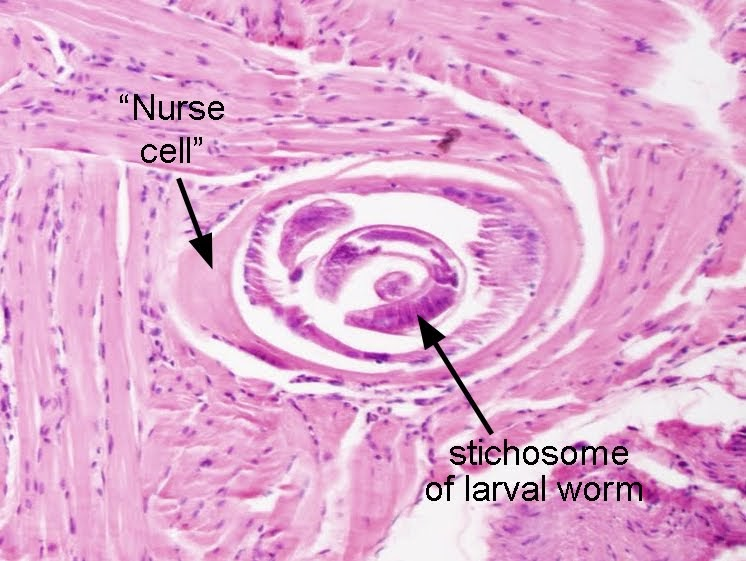 “Nurse
cell”
stichosome
of larval worm